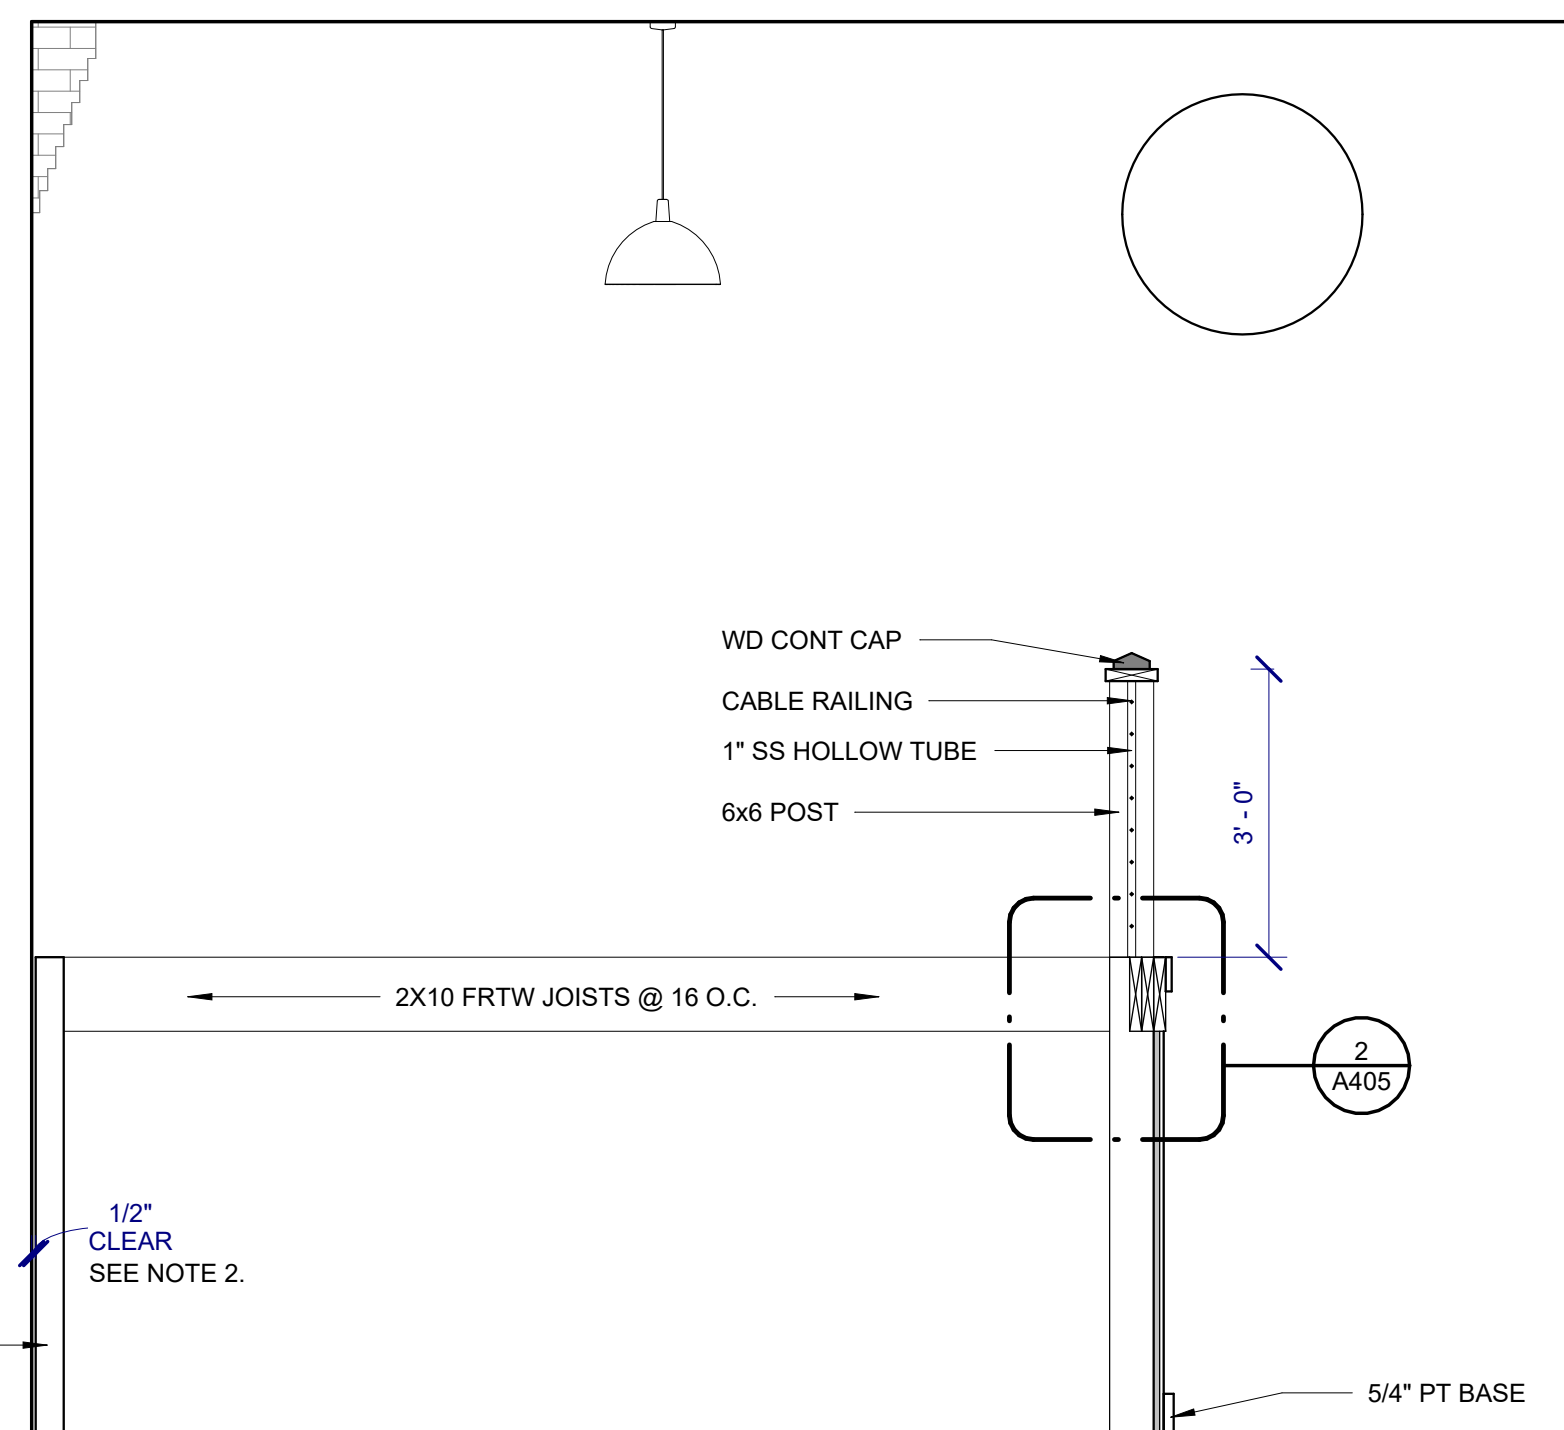 WD CONT CAP
CABLE RAILING
1" SS HOLLOW TUBE
6x6 POST
3' - 0"
2X10 FRTW JOISTS @ 16 O.C.
2
A405
1/2"
CLEAR
SEE NOTE 2.
5/4" PT BASE